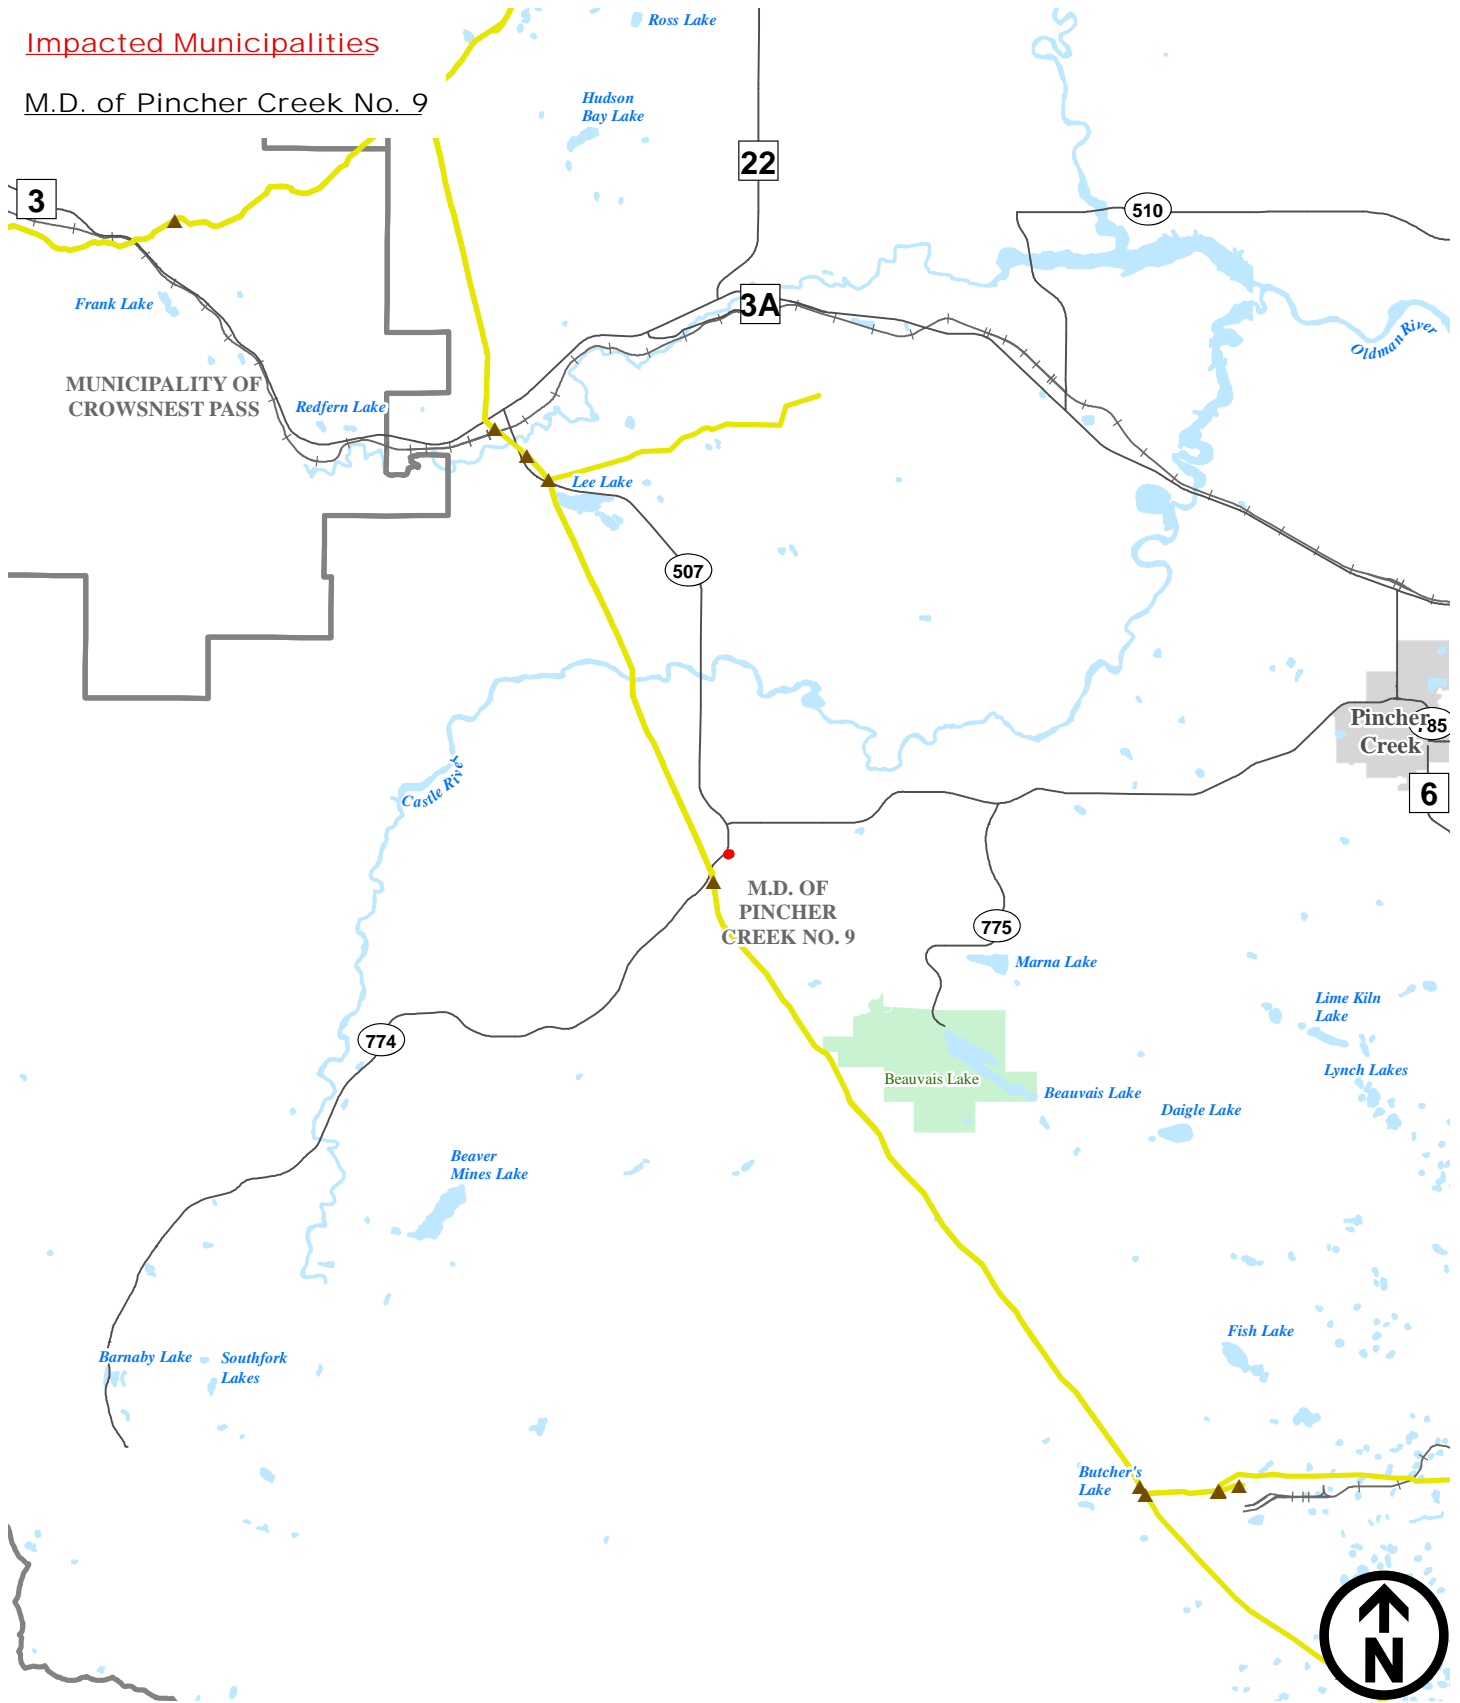 Impacted Municipalities
M.D. of Pincher Creek No. 9
Ross Lake
Hudson
Bay Lake
22
3
510
Frank Lake
3A
Oldman River
MUNICIPALITY OF
CROWSNEST PASS
Redfern Lake
Lee Lake
507
Castle River
Pincher
Creek
785
6
M.D. OF
PINCHER
CREEK NO. 9
775
Marna Lake
Lime Kiln
Lake
774
Lynch Lakes
Beauvais Lake
Beauvais Lake
Daigle Lake
Beaver
Mines Lake
Fish Lake
Barnaby Lake
Southfork
Lakes
Butcher's
Lake
N